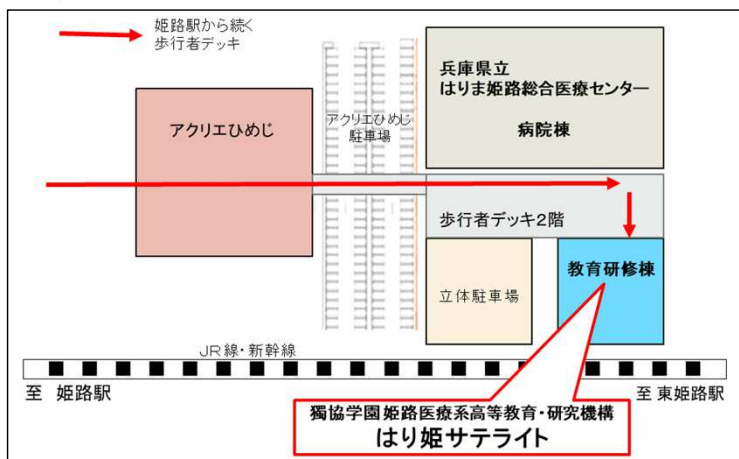 姫路駅から続く
歩行者デッキ
兵庫県立
はりま姫路総合医療センター
病院棟
アクリエひめじ
アクリエひめじ
駐車場
歩行者デッキ2階
立体駐車場
教育研修棟
JR線・新幹線
至 姫路駅
至 東姫路駅
獨協学園姫路医療系高等教育・研究機構
はり姫サテライト